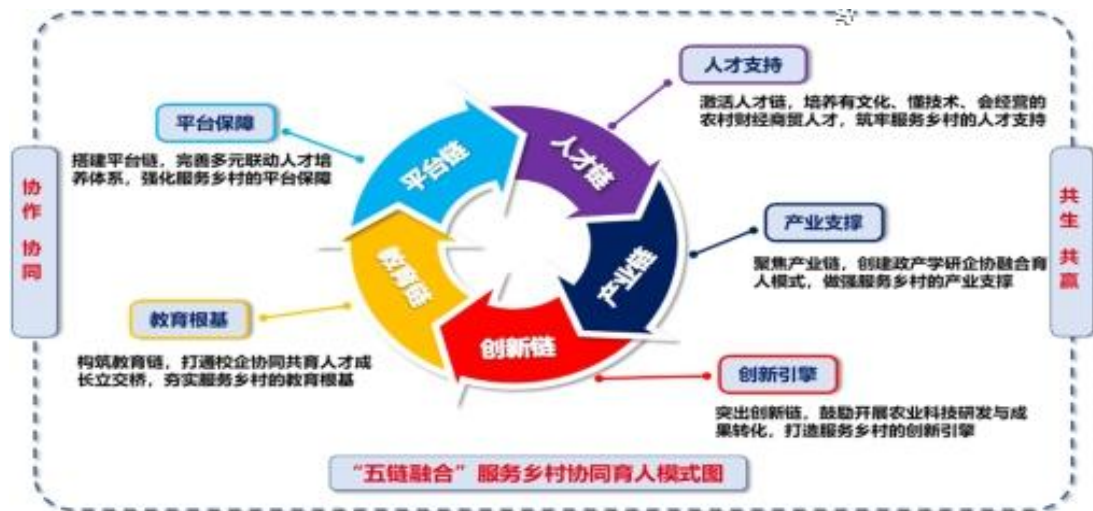 人才支持
激活人才链，培养有文化、懂技术、会经营的
农村财经商贸人才，筑牢服务乡村的人才支持
平台保障
搭建平台链，完善多元联动人才培
养体系，强化服务乡村的平台保障
平台链
人才链
协作 协同
共生 共赢
产业支撑
聚焦产业链，创建政产学研企协融合育
人模式，做强服务乡村的产业支撑
教育链
产业链
创新链
教育根基
构筑教育链，打通校企协同共育人才成
长立交桥，夯实服务乡村的教育根基
创新引擎
突出创新链，鼓励开展农业科技研发与成
果转化，打造服务乡村的创新引擎
“五链融合”服务乡村协同育人模式图